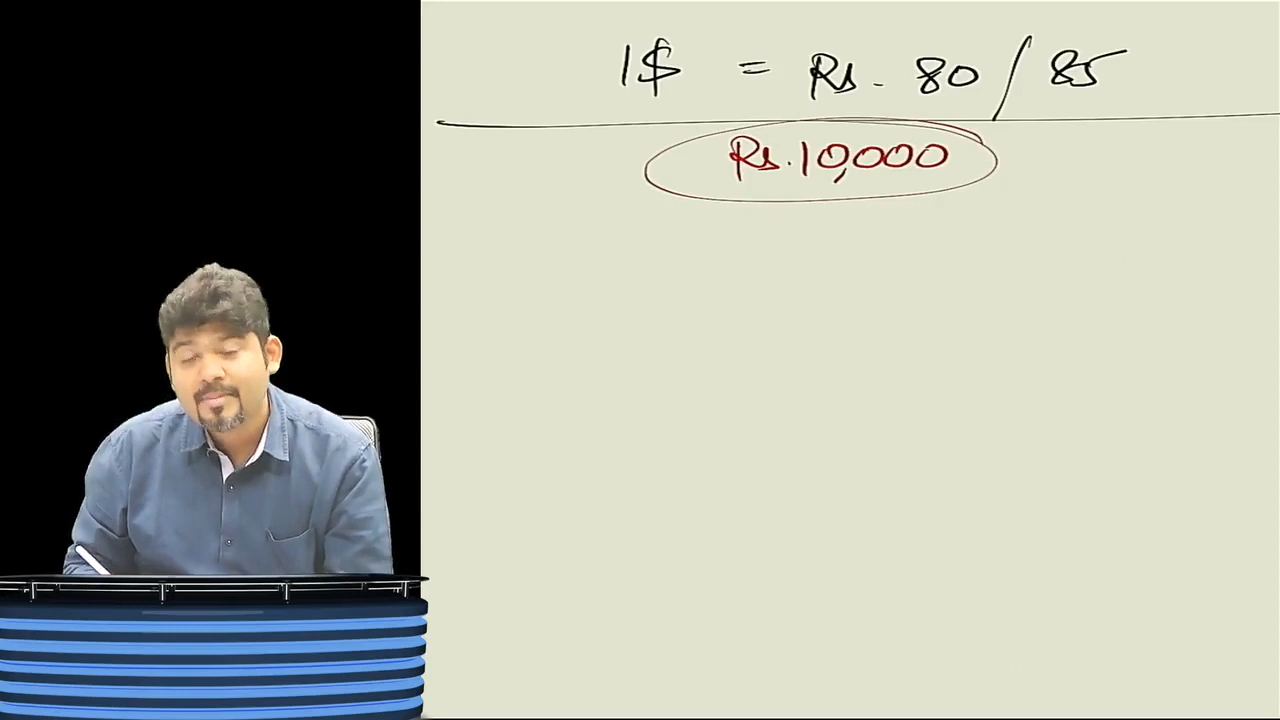 1$ = Rs. 80 / 85
Rs. 10,000